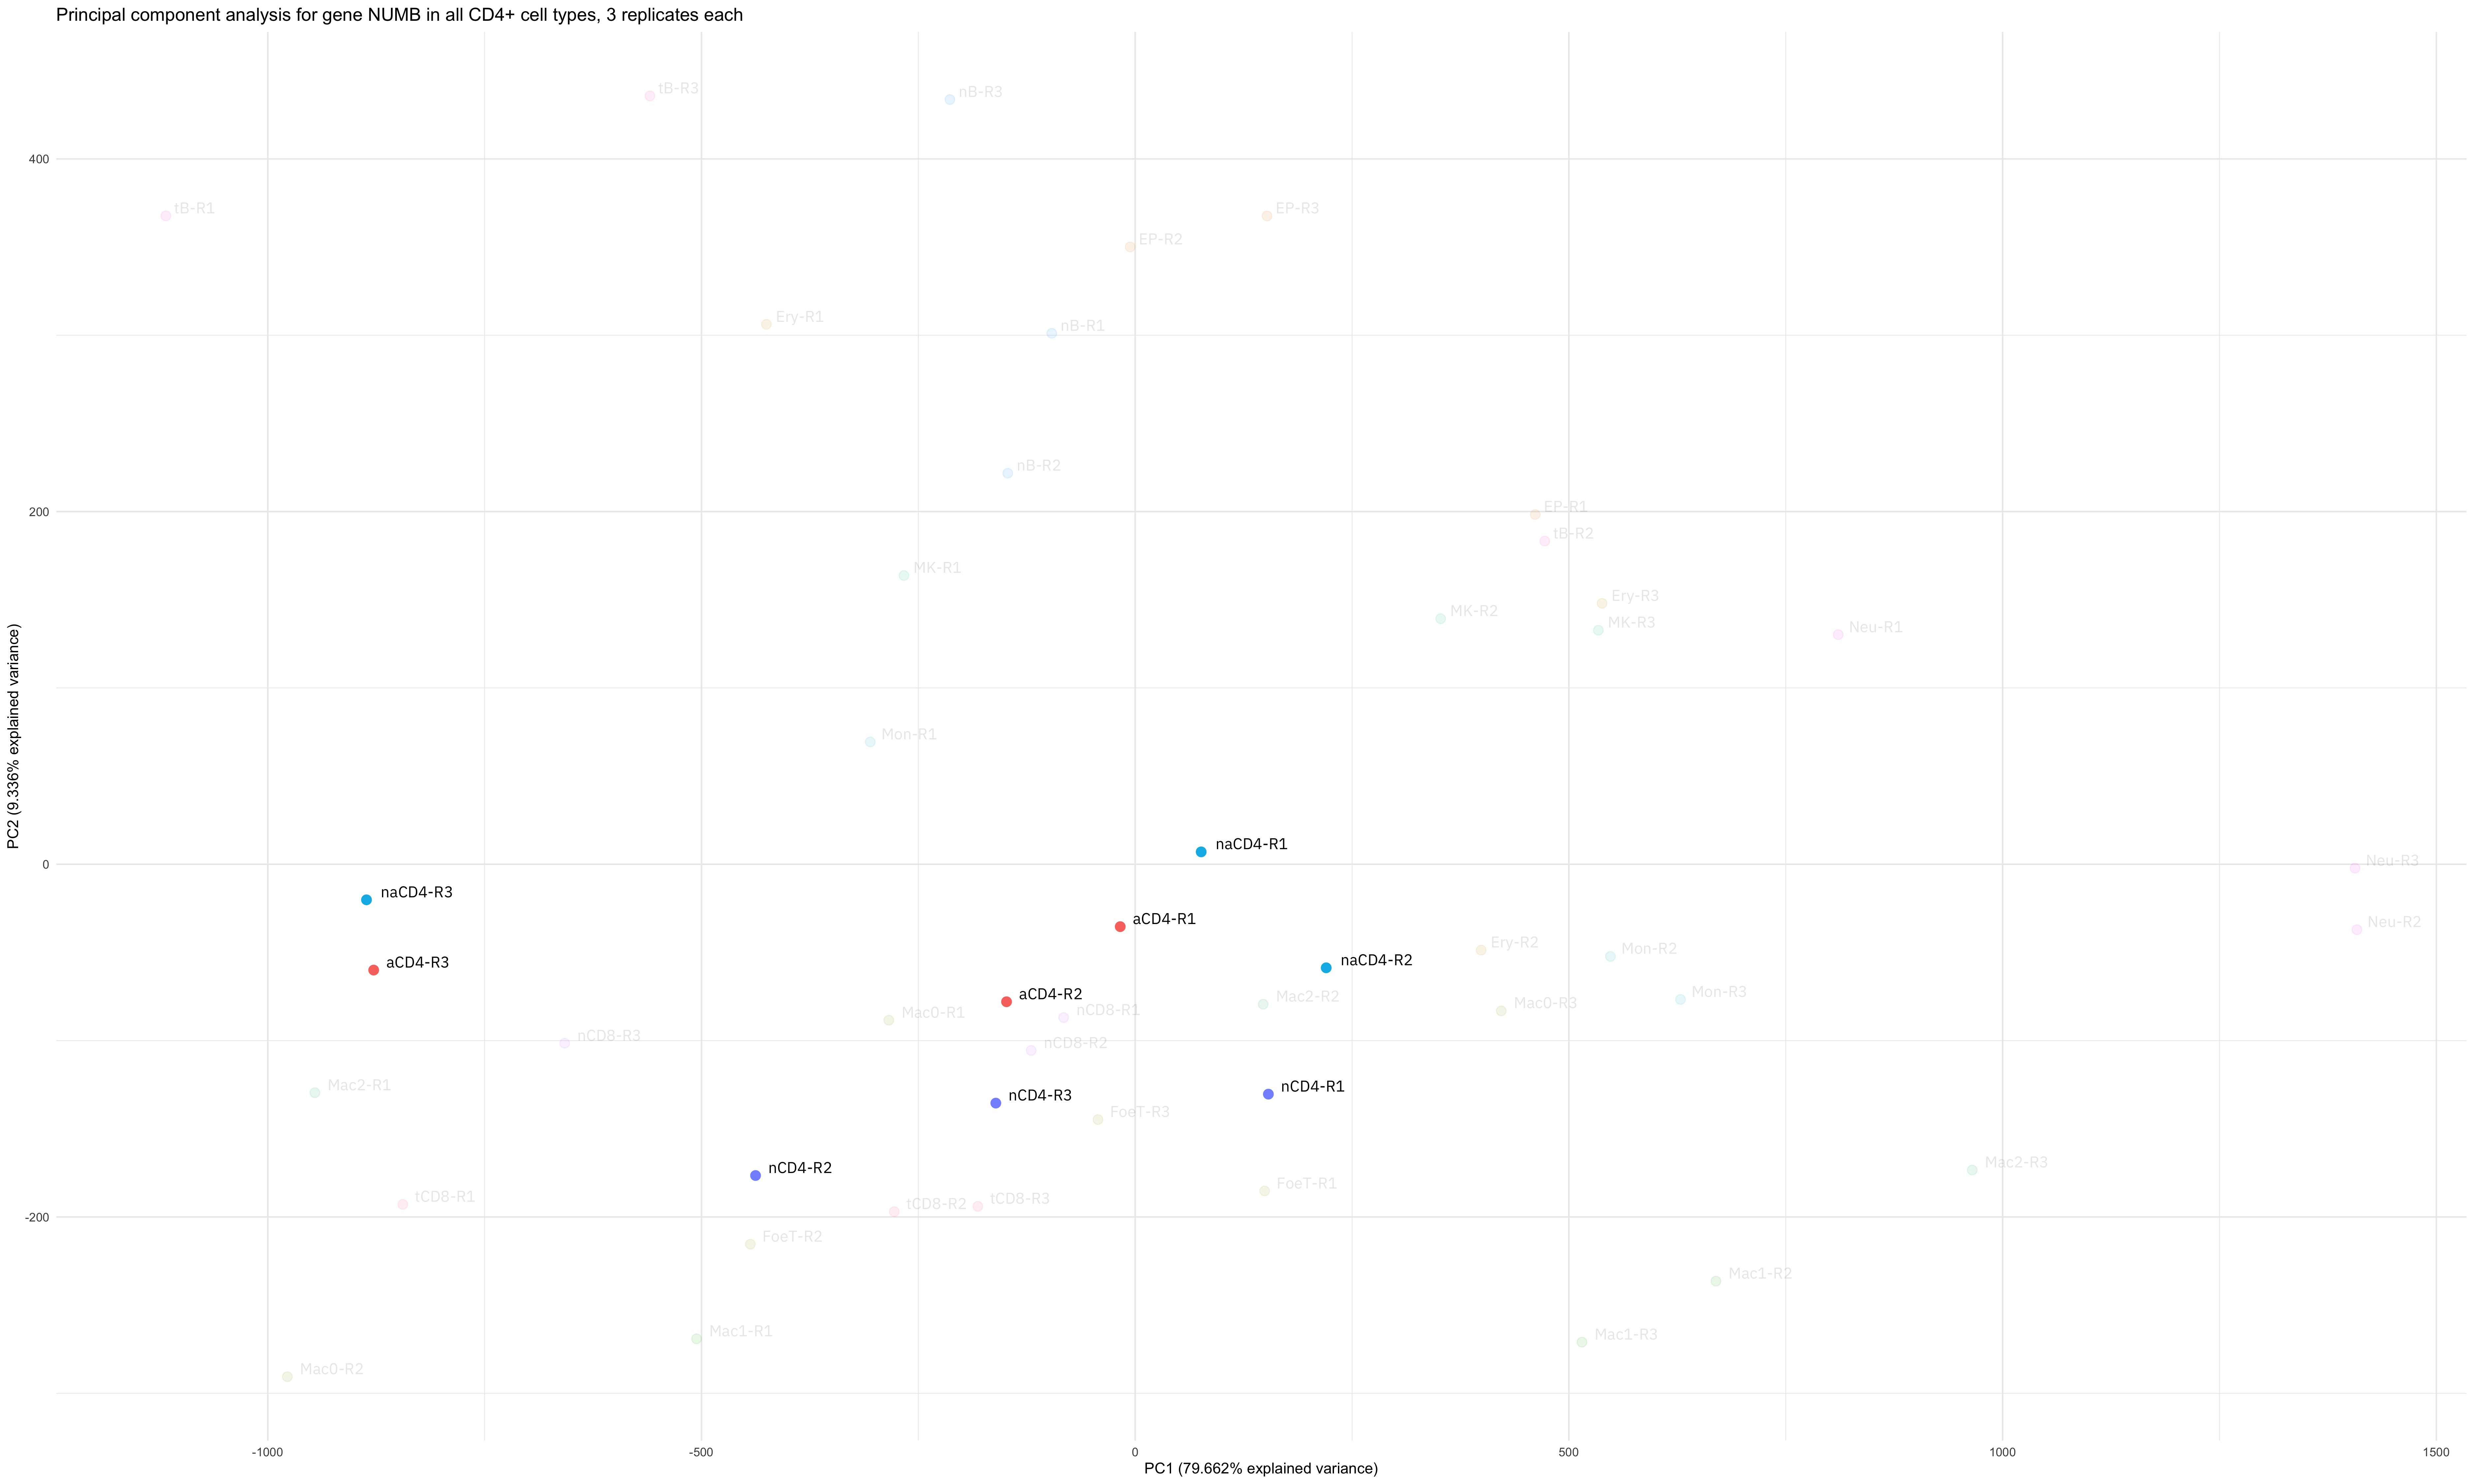 Principal component analysis for gene NUMB in all CD4+ cell types, 3 replicates each
tB-R3
nB-R3
400
tB-R1
EP-R3
EP-R2
Ery-R1
nB-R1
nB-R2
200
EP-R1
tB-R2
MK-R1
Ery-R3
MK-R2
MK-R3
Neu-R1
PC2 (9.336% explained variance)
Mon-R1
naCD4-R1
0
Neu-R3
naCD4-R3
aCD4-R1
Neu-R2
Ery-R2
Mon-R2
aCD4-R3
naCD4-R2
aCD4-R2
Mac2-R2
Mon-R3
Mac0-R1
nCD8-R1
Mac0-R3
nCD8-R3
nCD8-R2
Mac2-R1
nCD4-R3
nCD4-R1
FoeT-R3
nCD4-R2
Mac2-R3
FoeT-R1
tCD8-R1
tCD8-R2
tCD8-R3
-200
FoeT-R2
Mac1-R2
Mac1-R1
Mac1-R3
Mac0-R2
-1000
-500
0
500
1000
1500
PC1 (79.662% explained variance)